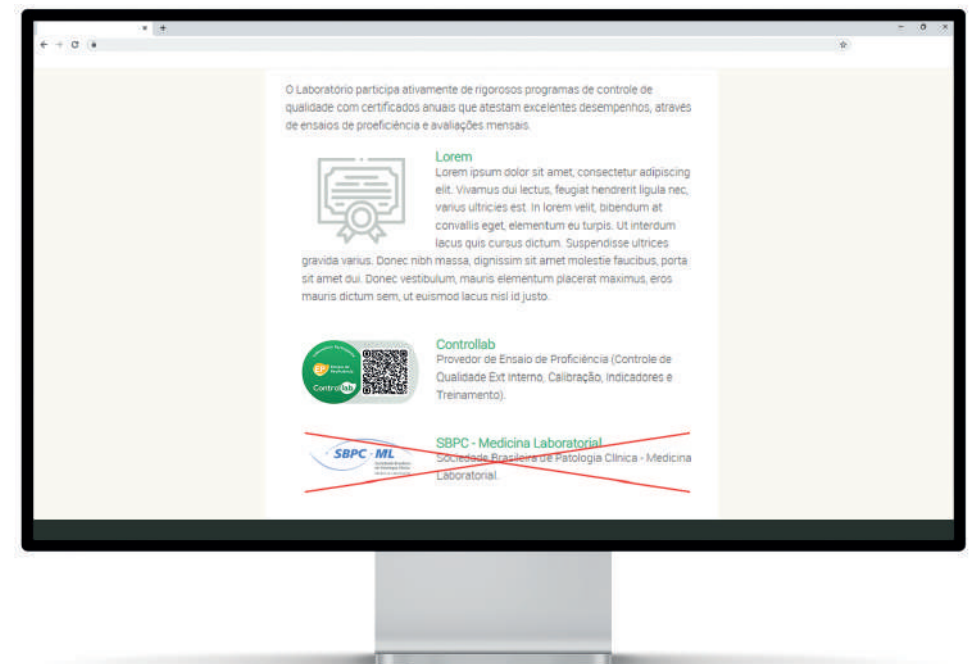 O Laboratório participa ativamente de rigorosos programas de controle de
qualidade com certificados anuais que atestam excelentes desempenhos, através
de ensaios de proeficiência e avaliações mensais.
Lorem
Lorem ipsum dolor sit amet, consectetur adipiscing
elit. Vivamus dui lectus, feugiat hendrerit ligula nec,
varius ultricies est. In lorem velit, bibendum at
convallis eget, elementum eu turpis. Ut interdum
lacus quis cursus dictum. Suspendisse ultrices
gravida varius. Donec nibh massa, dignissim sit amet molestie faucibus, porta
sit amet dui. Donec vestibulum, mauris elementum placerat maximus, eros
mauris dictum sem, ut euismod lacus nisl id justo.
EP
Controllab
Controllab
Provedor de Ensaio de Proficiência (Controle de
Qualidade Ext Interno, Calibração, Indicadores e
Treinamento).
SBPC - ML
SBPC - Medicina Laboratorial
Sociedade Brasileira de Patologia Clínica - Medicina
Laboratorial.